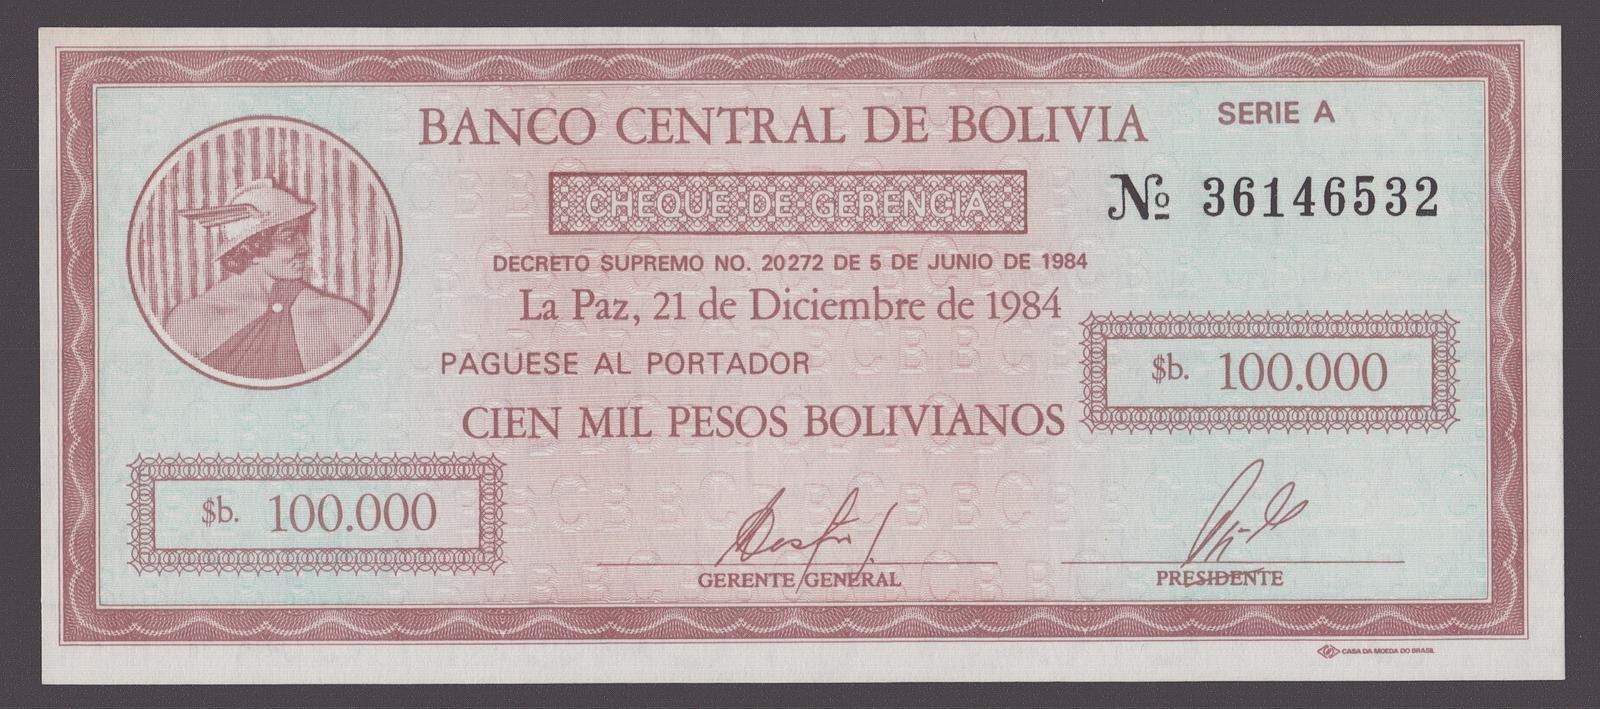 BANCO CENTRAL DE BOLIVIA
SERIE A
CHEQUE DE GERENCIA
№ 36146532
DECRETO SUPREMO NO. 20272 DE 5 DE JUNIO DE 1984
La Paz, 21 de Diciembre de 1984
PAGUESE AL PORTADOR
$b. 100.000
CIEN MIL PESOS BOLIVIANOS
$b. 100.000
GERENTE GENERAL
PRESIDENTE
CASA DA MOEDA DO BRASIL